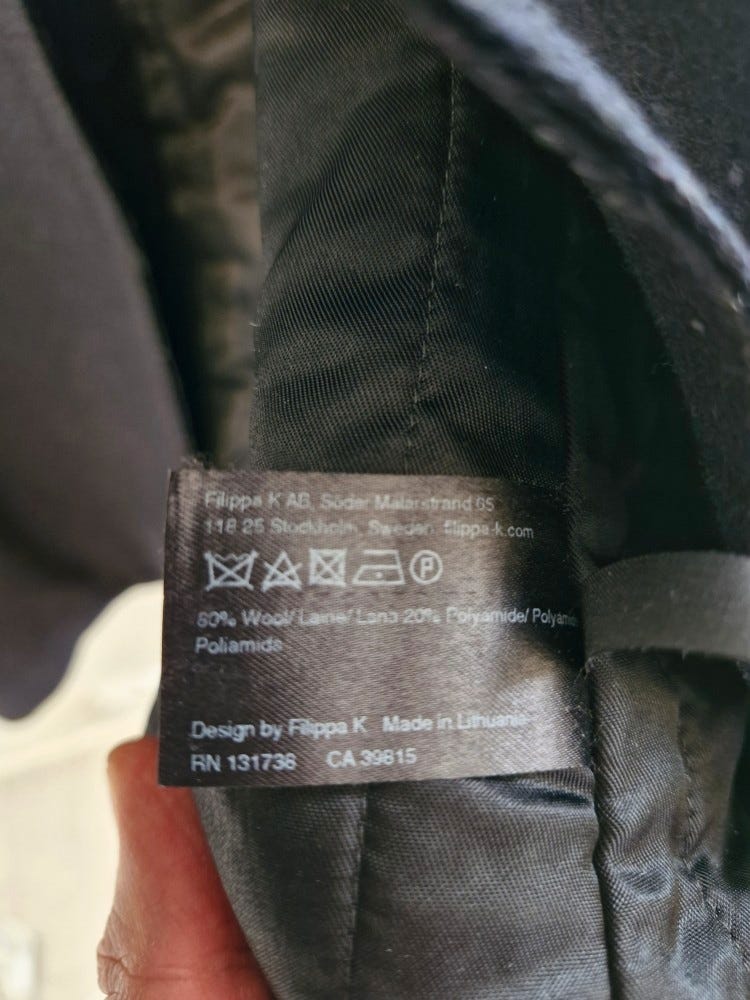 Filippa K AB, Söder Mälarstrand 65
118 25 Stockholm, Sweden. filippa-k.com
P
80% Wool/ Laine/ Lana 20% Polyamide/
Poliamida
Design by Filippa K Made in Lithuania
RN 131736 CA 39815